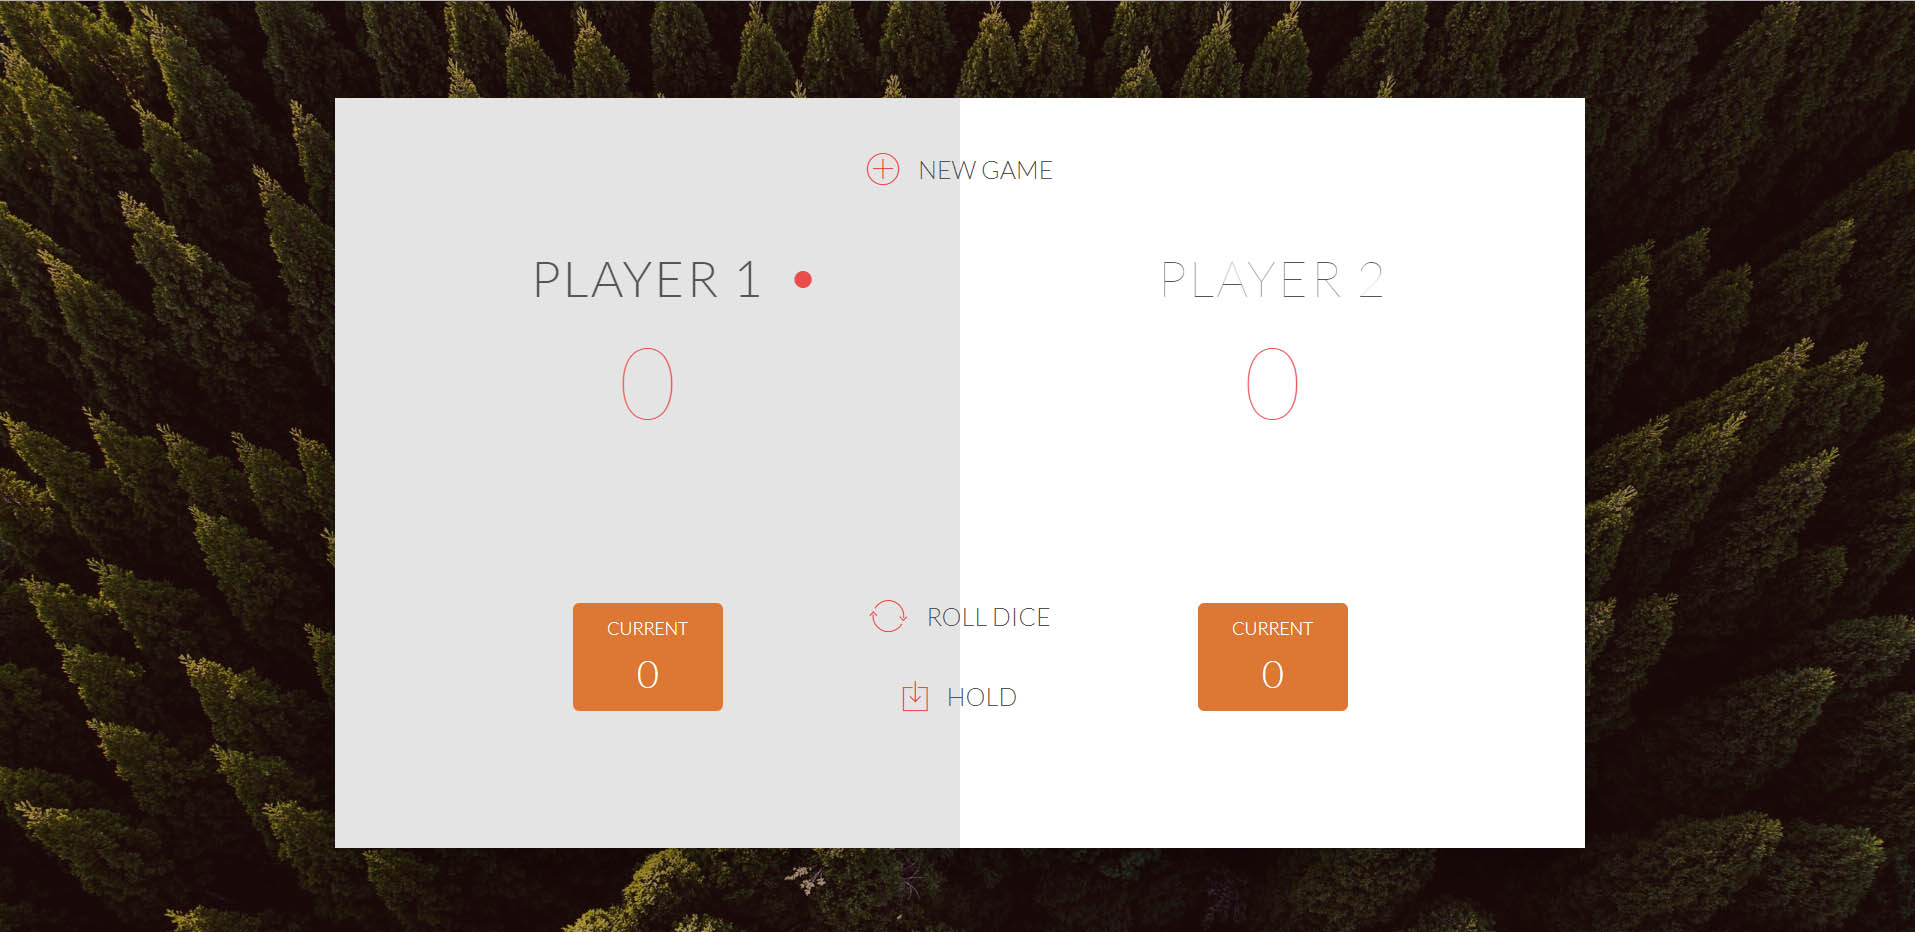 NEW GAME
PLAYER 1
PLAYER 2
0
0
CURRENT
0
ROLL DICE
HOLD
CURRENT
0